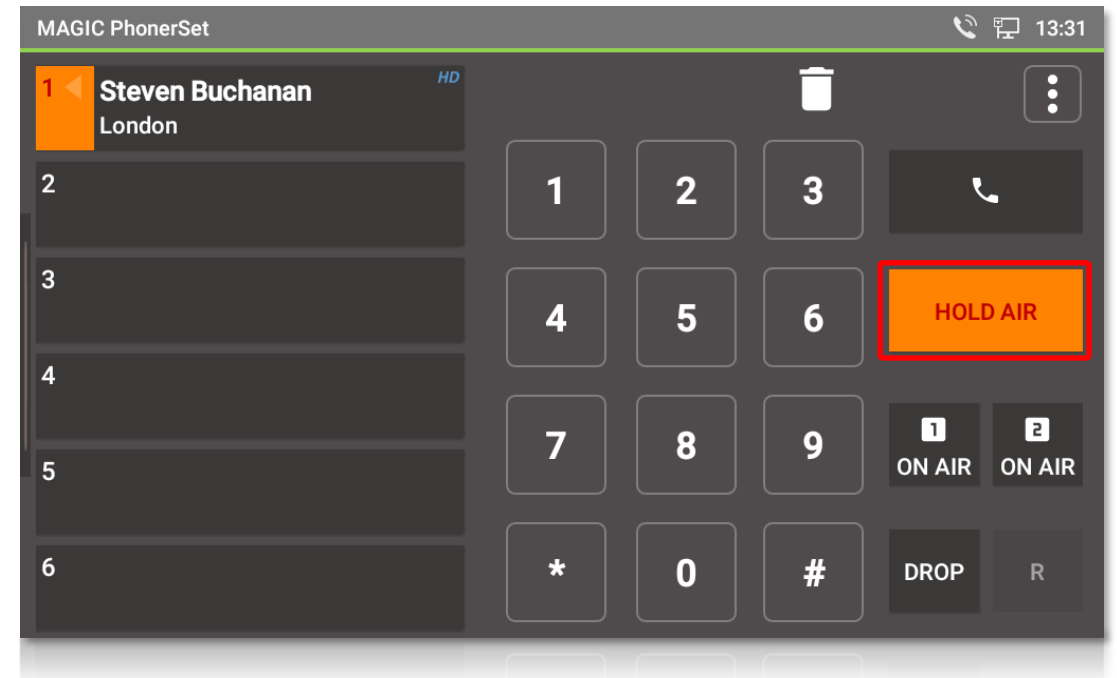 MAGIC PhonerSet
13:31
1
Steven Buchanan
HD
London
2
3
4
5
6
1
2
3
4
5
6
HOLD AIR
7
8
9
1
ON AIR
2
ON AIR
*
0
#
DROP
R